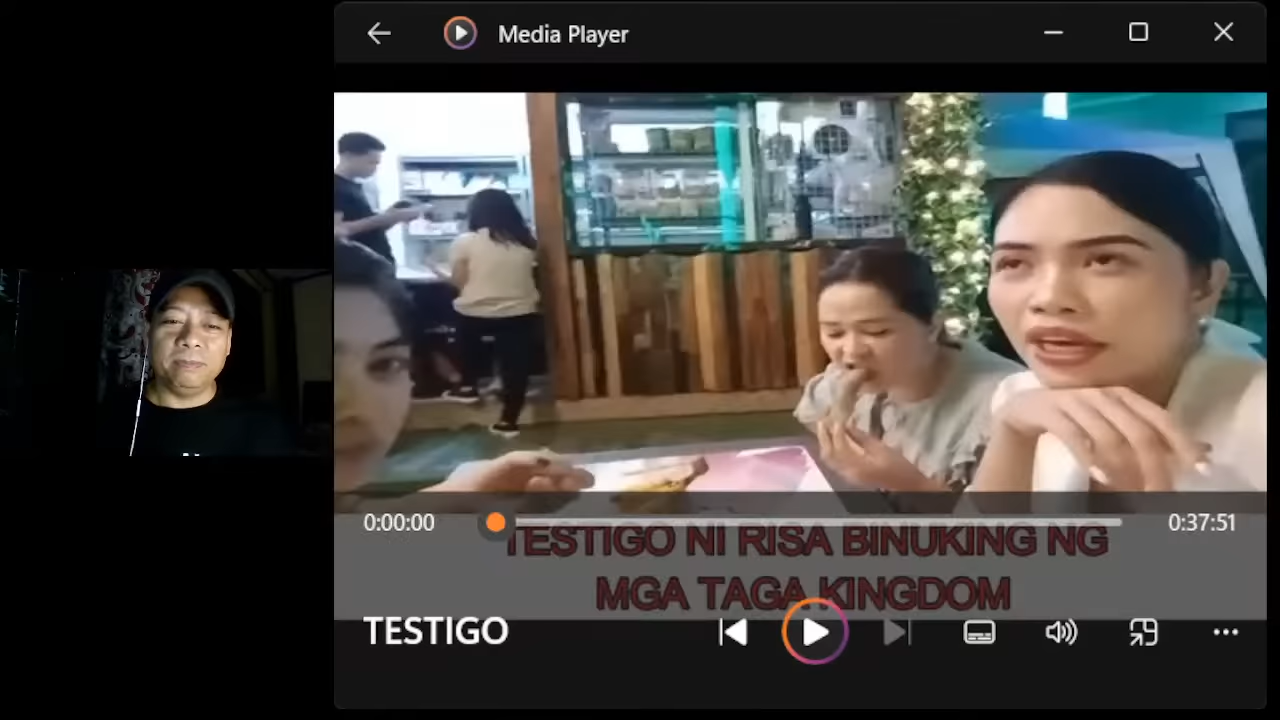 Media Player
0:00:00
0:37:51
TESTIGO NI RISA BINUKING NG
MGA TAGA KINGDOM
TESTIGO